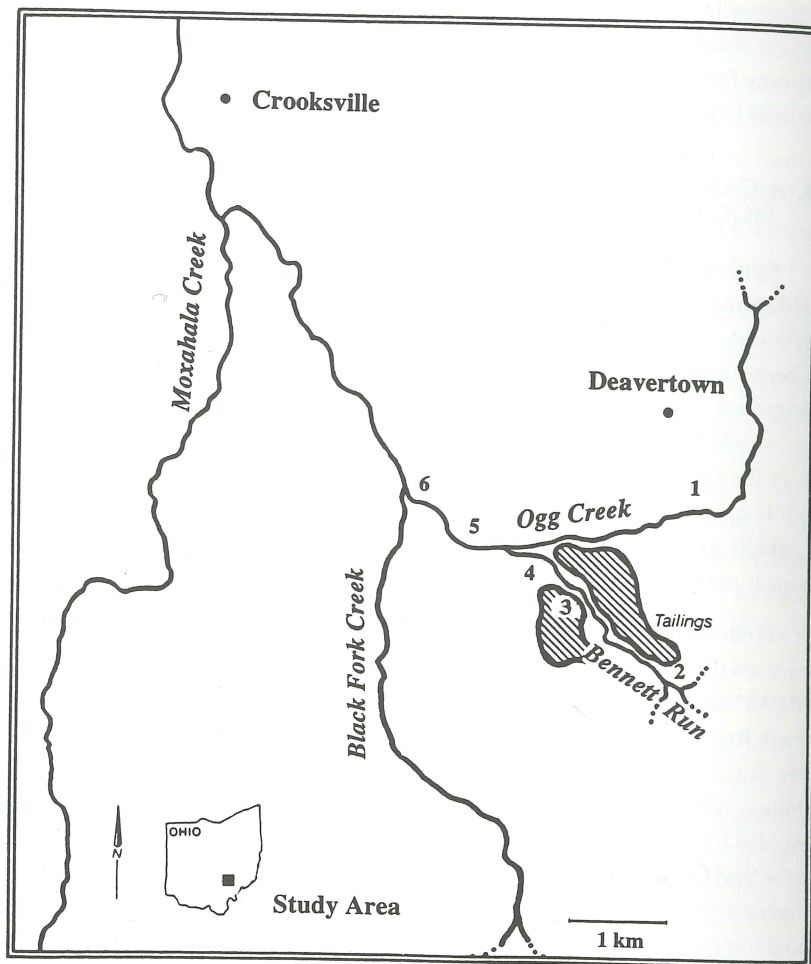 Crooksville
Moxahala Creek
Deavertown
1
6
Ogg Creek
5
4
3
Tailings
2
Bennett Run
Black Fork Creek
OHIO
N
Study Area
1 km